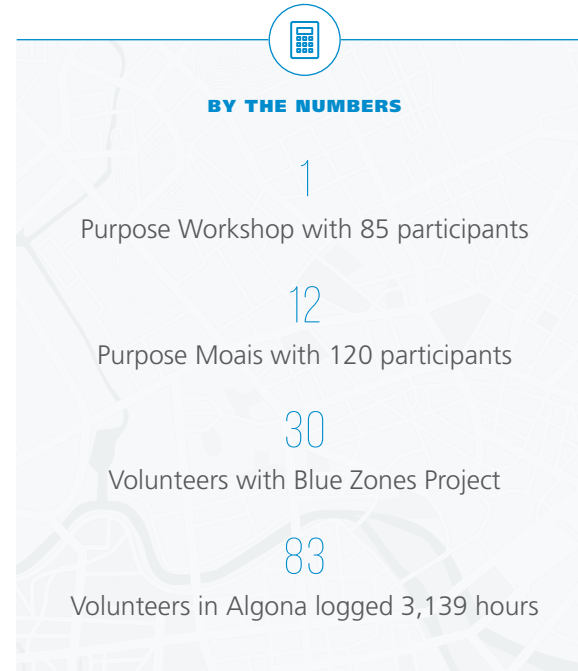 BY THE NUMBERS
1
Purpose Workshop with 85 participants
12
Purpose Moais with 120 participants
30
Volunteers with Blue Zones Project
83
Volunteers in Algona logged 3,139 hours